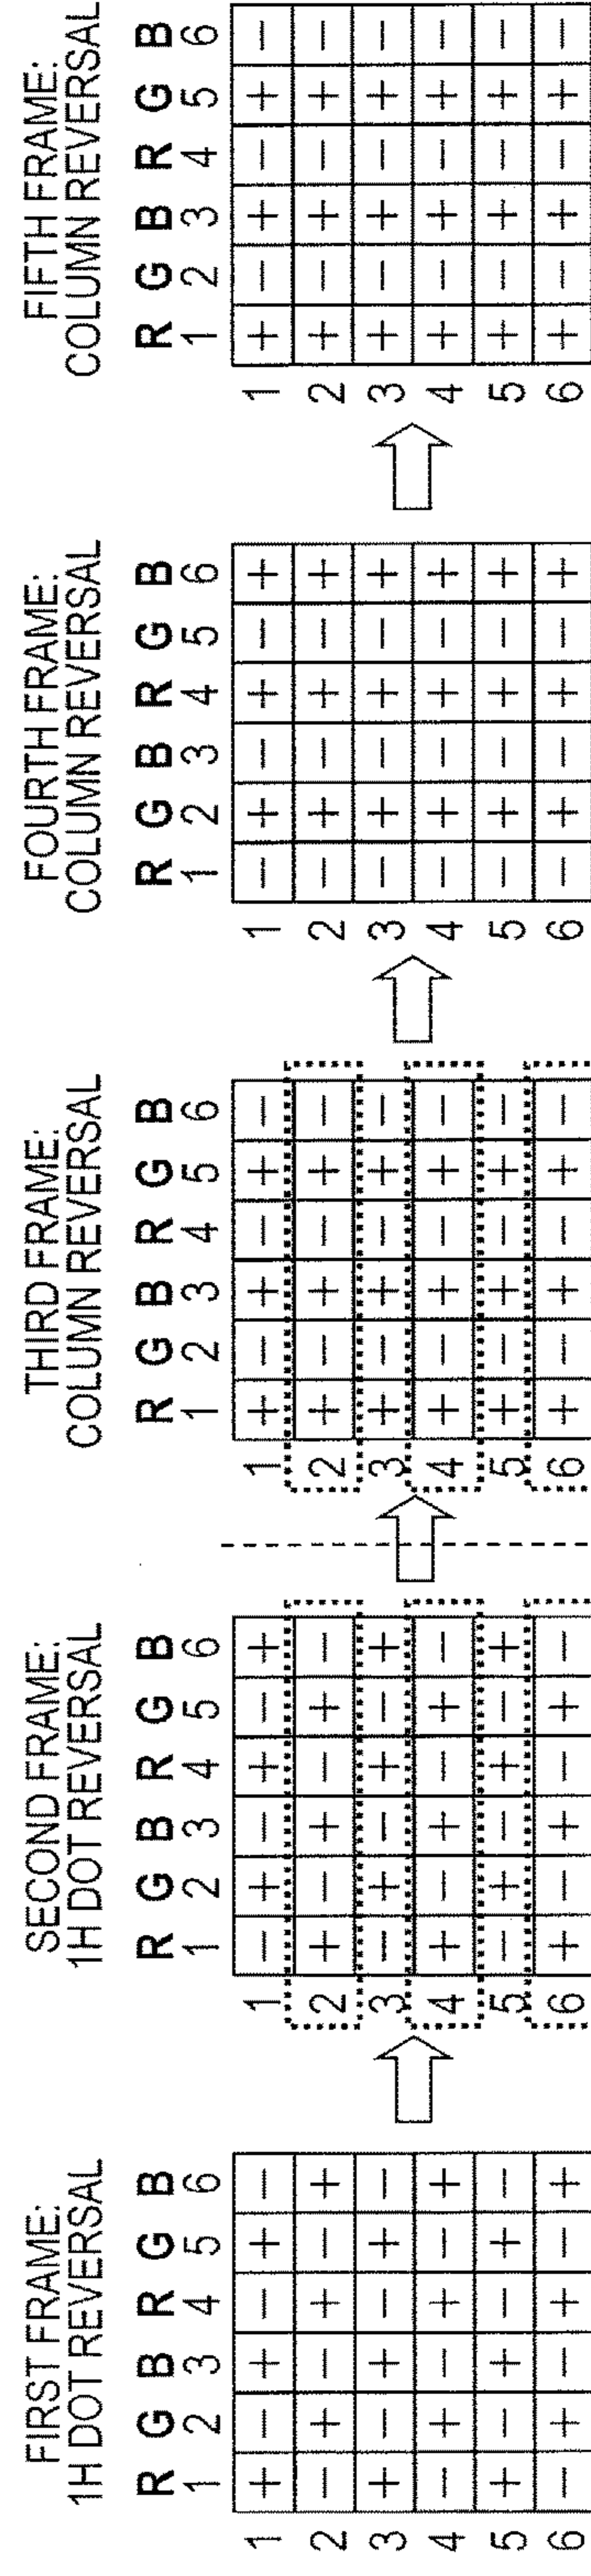 FIRST FRAME:
1H DOT REVERSAL
R G B R G B
1 2 3 4 5 6
1 + − + − + −
2 − + − + − +
3 + − + − + −
4 − + − + − +
5 + − + − + −
6 − + − + − +
SECOND FRAME:
1H DOT REVERSAL
R G B R G B
1 2 3 4 5 6
1 − + − + − +
2 + − + − + −
3 − + − + − +
4 + − + − + −
5 − + − + − +
6 + − + − + −
THIRD FRAME:
COLUMN REVERSAL
R G B R G B
1 2 3 4 5 6
1 + − + − + −
2 + − + − + −
3 + − + − + −
4 + − + − + −
5 + − + − + −
6 + − + − + −
FOURTH FRAME:
COLUMN REVERSAL
R G B R G B
1 2 3 4 5 6
1 − + − + − +
2 − + − + − +
3 − + − + − +
4 − + − + − +
5 − + − + − +
6 − + − + − +
FIFTH FRAME:
COLUMN REVERSAL
R G B R G B
1 2 3 4 5 6
1 + − + − + −
2 + − + − + −
3 + − + − + −
4 + − + − + −
5 + − + − + −
6 + − + − + −